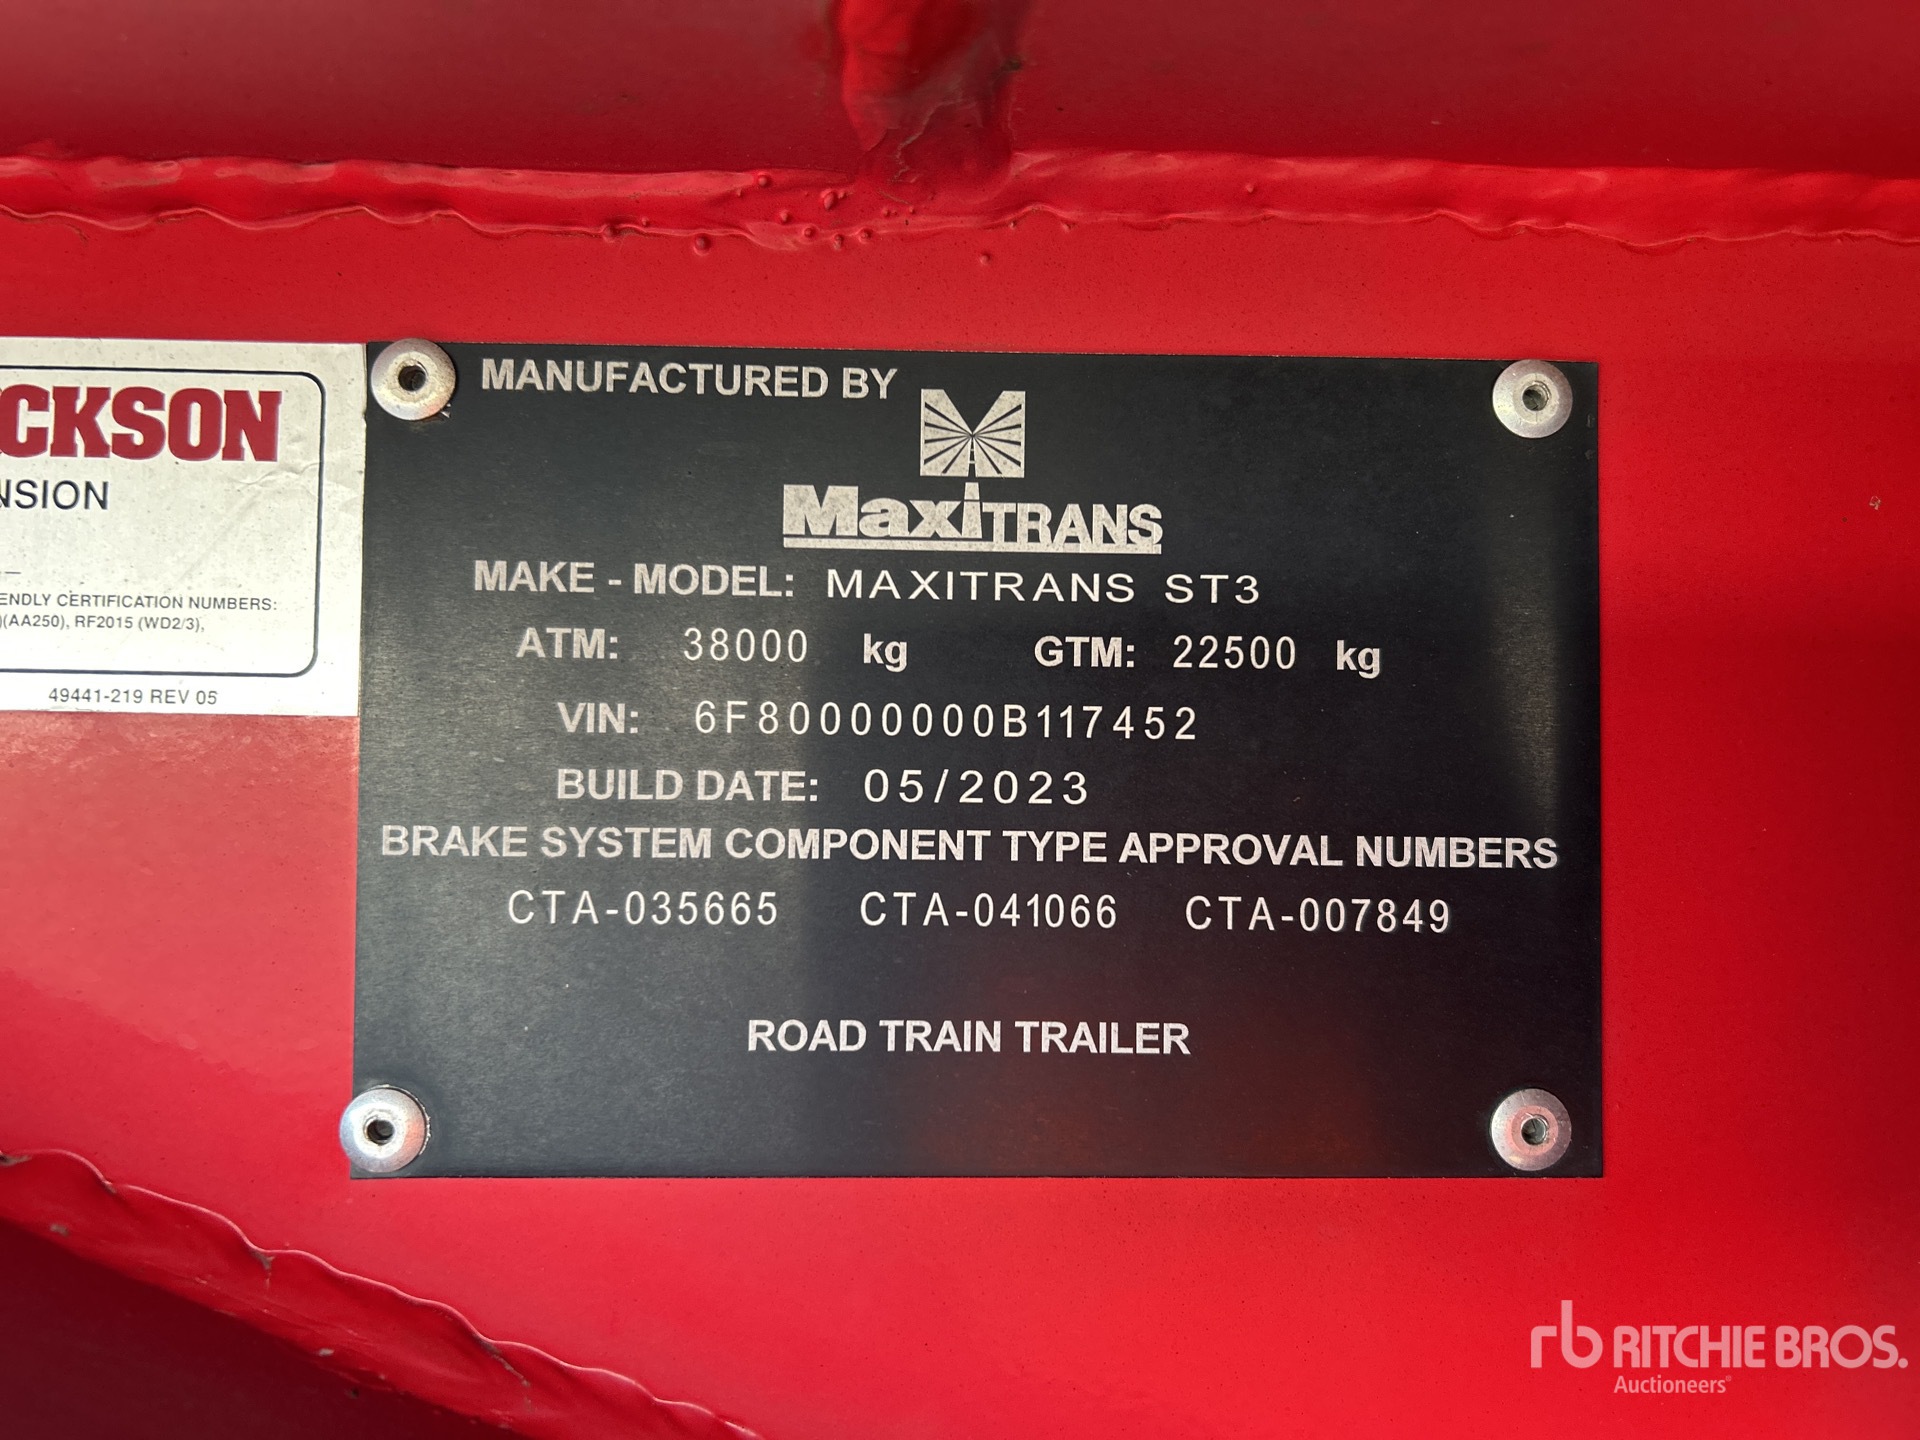 CKSON
NSION
ENDLY CERTIFICATION NUMBERS:
)(AA250), RF2015 (WD2/3),
49441-219 REV 05
MANUFACTURED BY
MaxiTRANS
MAKE - MODEL: MAXITRANS ST3
ATM: 38000 kg GTM: 22500 kg
VIN: 6F80000000B117452
BUILD DATE: 05/2023
BRAKE SYSTEM COMPONENT TYPE APPROVAL NUMBERS
CTA-035665 CTA-041066 CTA-007849
ROAD TRAIN TRAILER
rb RITCHIE BROS.
Auctioneers®